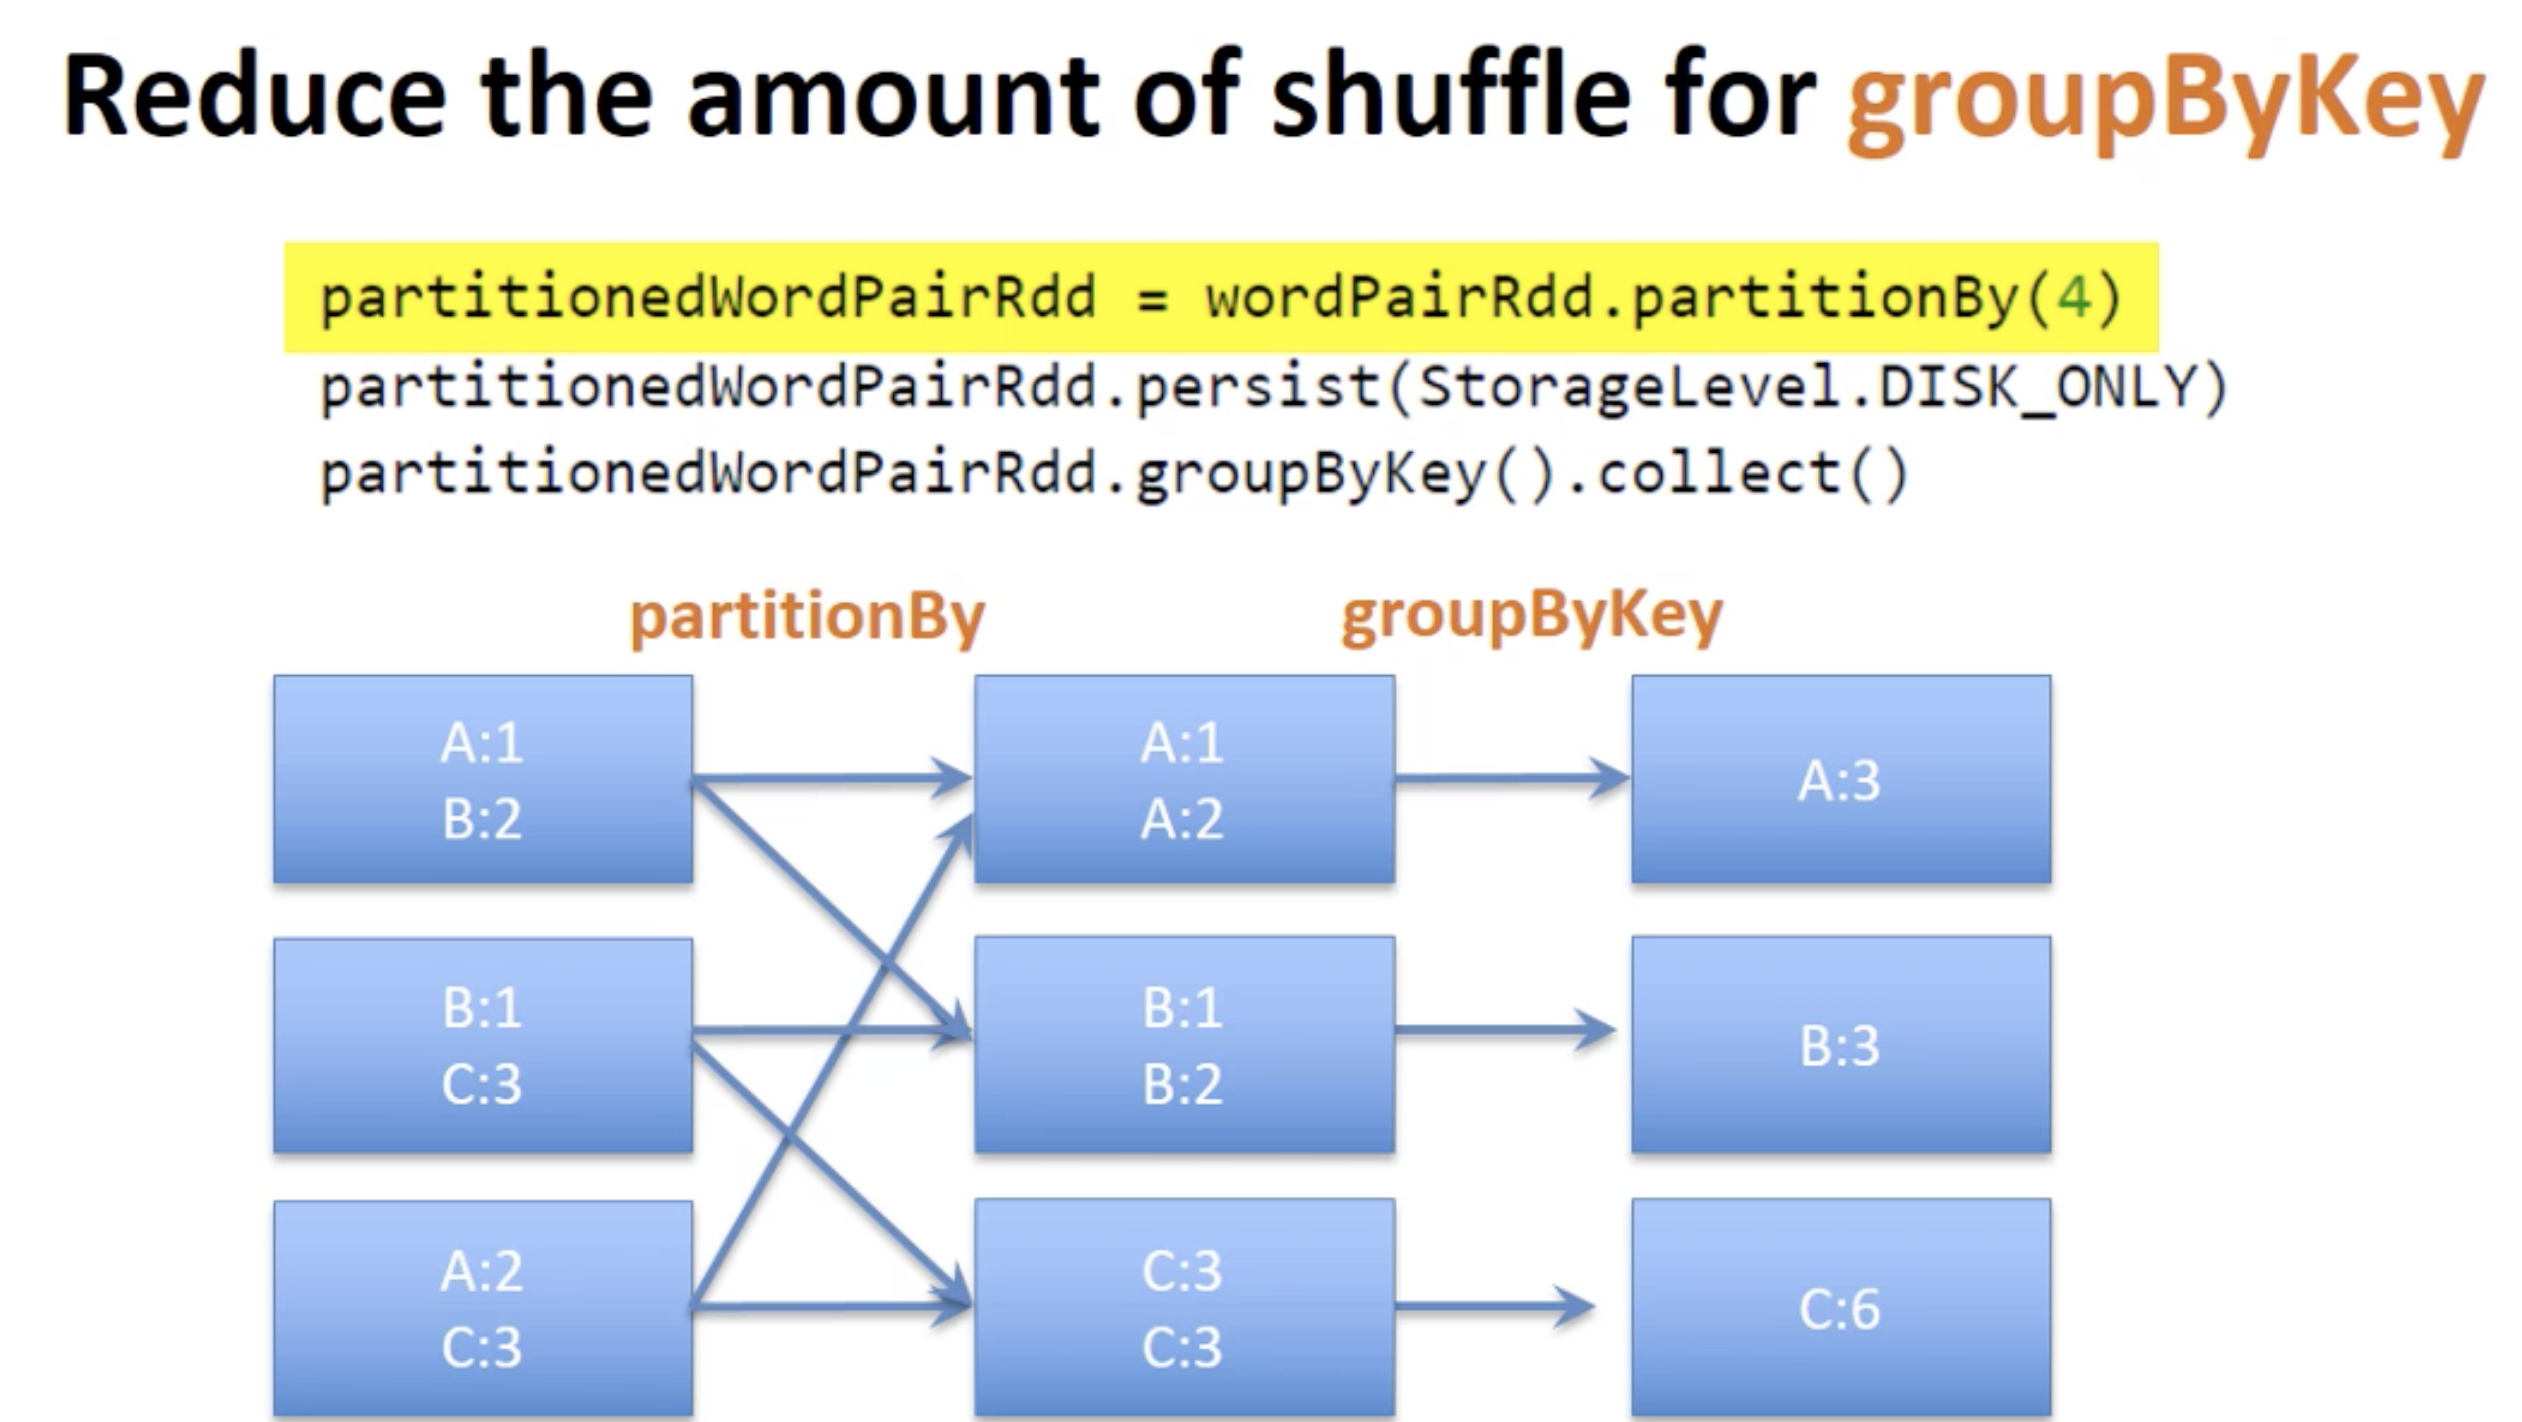 Reduce the amount of shuffle for groupByKey
partitionedWordPairRdd = wordPairRdd.partitionBy(4)
partitionedWordPairRdd.persist(StorageLevel.DISK_ONLY)
partitionedWordPairRdd.groupByKey().collect()
partitionBy
groupByKey
A:1
B:2
A:1
A:2
A:3
B:1
C:3
B:1
B:2
B:3
A:2
C:3
C:3
C:3
C:6